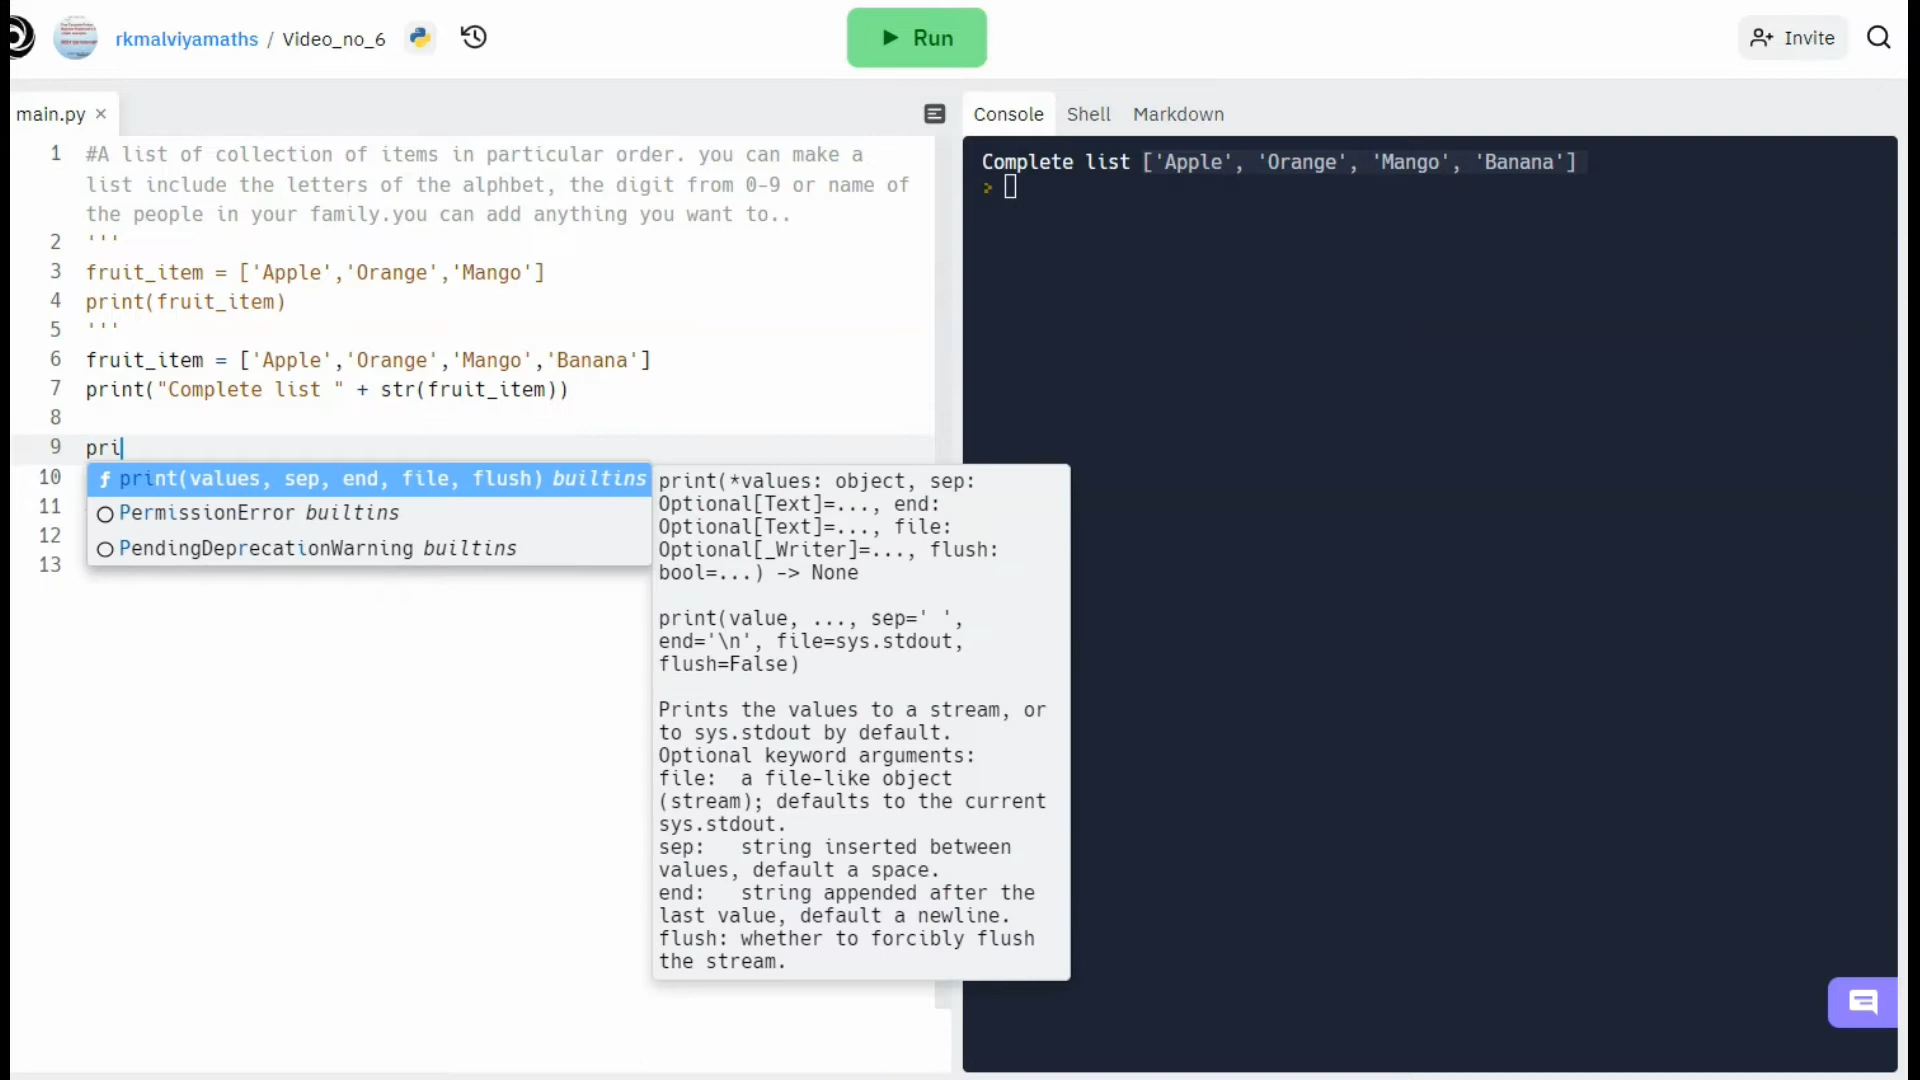 rkmalviyamaths / Video_no_6
Run
Invite
main.py ×
Console Shell Markdown
1 #A list of collection of items in particular order. you can make a
list include the letters of the alphbet, the digit from 0-9 or name of
the people in your family.you can add anything you want to..
2 '''
3 fruit_item = ['Apple','Orange','Mango']
4 print(fruit_item)
5 '''
6 fruit_item = ['Apple','Orange','Mango','Banana']
7 print("Complete list " + str(fruit_item))
8
9 pri
10
11
12
13
f print(values, sep, end, file, flush) builtins
PermissionError builtins
PendingDeprecationWarning builtins
print(*values: object, sep:
Optional[Text]=..., end:
Optional[Text]=..., file:
Optional[_Writer]=..., flush:
bool=...) -> None
print(value, ..., sep=' ',
end='\n', file=sys.stdout,
flush=False)
Prints the values to a stream, or
to sys.stdout by default.
Optional keyword arguments:
file: a file-like object
(stream); defaults to the current
sys.stdout.
sep: string inserted between
values, default a space.
end: string appended after the
last value, default a newline.
flush: whether to forcibly flush
the stream.
Complete list ['Apple', 'Orange', 'Mango', 'Banana']
>